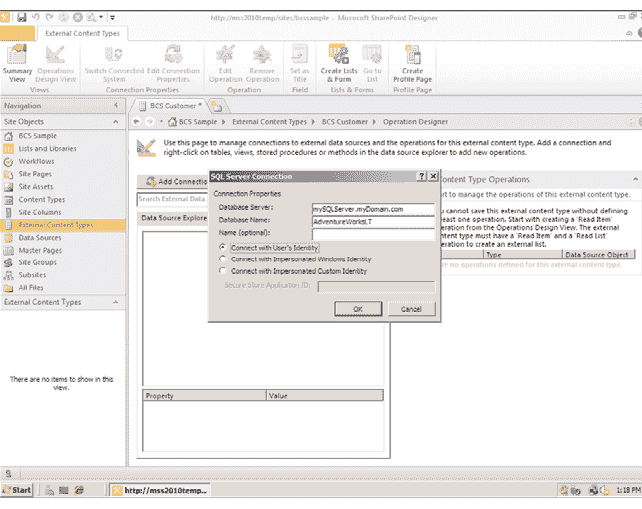 http://mss2010temp/sites/bcssample - Microsoft SharePoint Designer
External Content Types
Summary View
Operations Design View
Switch Connected System
Edit Connection Properties
Edit Operation
Remove Operation
Set as Title
Create Lists & Form
Go to List
Create Profile Page
Views
Connection Properties
Operation
Field
Lists & Forms
Profile Page
Navigation
BCS Customer *
Site Objects
BCS Sample
External Content Types
BCS Customer
Operation Designer
BCS Sample
Lists and Libraries
Workflows
Site Pages
Site Assets
Content Types
Site Columns
External Content Types
Data Sources
Master Pages
Site Groups
Subsites
All Files
External Content Types
There are no items to show in this view.
Use this page to manage connections to external data sources and the operations for this external content type. Add a connection and
right-click on tables, views, stored procedures or methods in the data source explorer to add new operations.
Add Connectio
Search External Data
Data Source Explore
Property
Value
SQL Server Connection
Connection Properties
Database Server:
mySQLServer.myDomain.com
Database Name:
AdventureWorksLT
Name (optional):
Connect with User's Identity
Connect with Impersonated Windows Identity
Connect with Impersonated Custom Identity
Secure Store Application ID:
OK
Cancel
ontent Type Operations
rt to manage the operations of this external content type.
u cannot save this external content type without defining
least one operation. Start with creating a 'Read Item'
eration from the Operations Design View. The external
ntent type must have a 'Read Item' and a 'Read List'
eration to create an external list.
Type
Data Source Object
re no operations defined for this external content type.
Start
http://mss2010temp...
1:18 PM